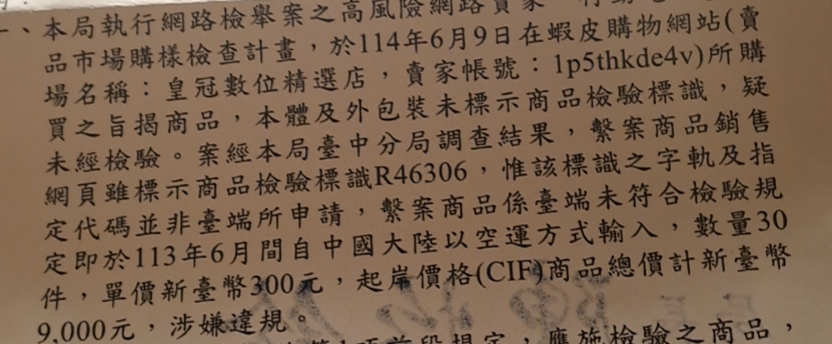 一、本局執行網路檢舉案之高風險網路賣家
品市場購樣檢查計畫，於114年6月9日在蝦皮購物網站(賣
場名稱：皇冠數位精選店，賣家帳號：1p5thkde4v)所購
買之旨揭商品，本體及外包裝未標示商品檢驗標識，疑
未經檢驗。案經本局臺中分局調查結果，繫案商品銷售
網頁雖標示商品檢驗標識R46306，惟該標識之字軌及指
定代碼並非臺端所申請，繫案商品係臺端未符合檢驗規
定即於113年6月間自中國大陸以空運方式輸入，數量30
件，單價新臺幣300元，起岸價格(CIF)商品總價計新臺幣
9,000元，涉嫌違規。
規定，應施檢驗之商品，